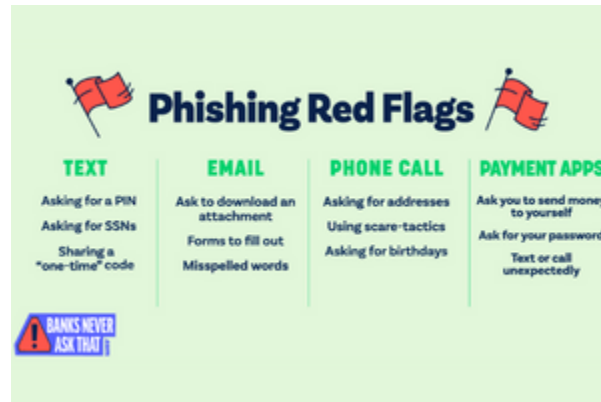 Phishing Red Flags
TEXT
Asking for a PIN
Asking for SSNs
Sharing a
"one-time" code
EMAIL
Ask to download an
attachment
Forms to fill out
Misspelled words
PHONE CALL
Asking for addresses
Using scare-tactics
Asking for birthdays
PAYMENT APPS
Ask you to send money
to yourself
Ask for your password
Text or call
unexpectedly
BANKS NEVER
ASK THAT